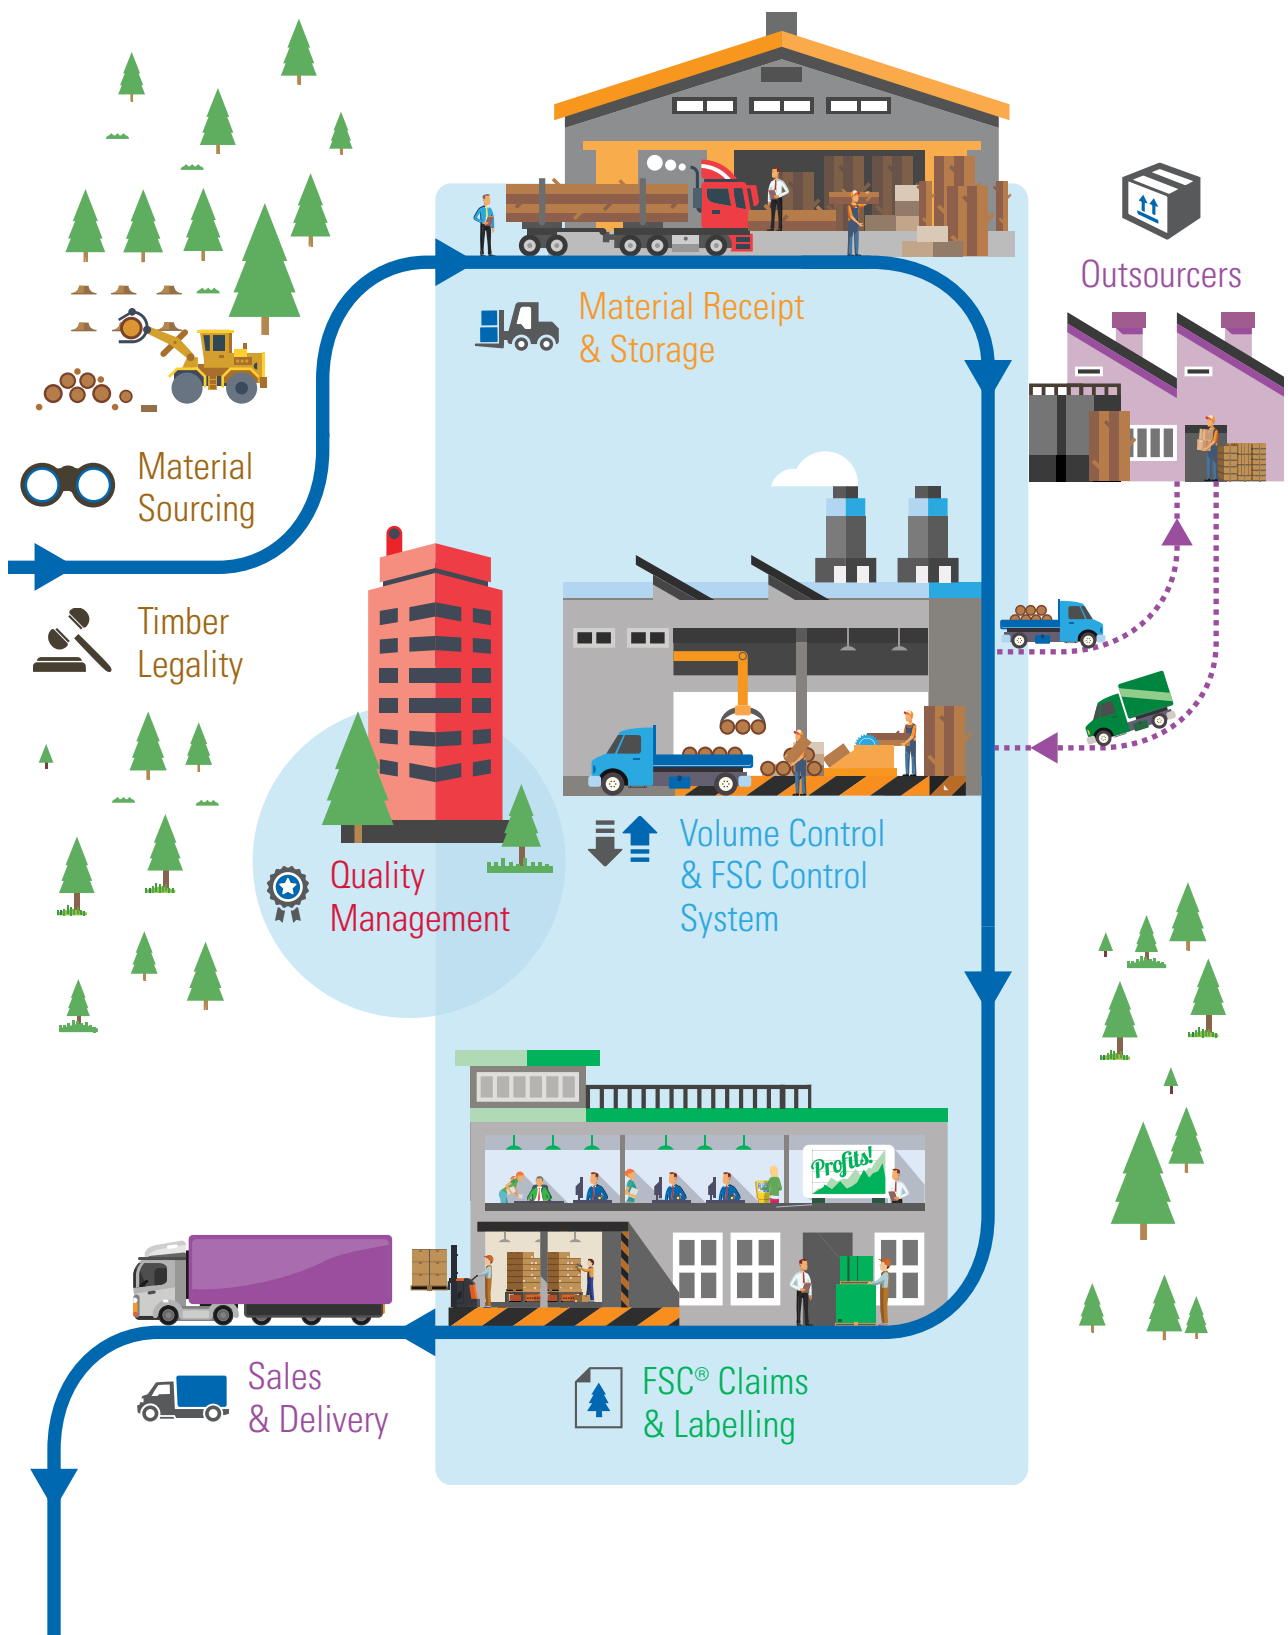 Outsourcers
Material Receipt
& Storage
Material
Sourcing
Timber
Legality
Volume Control
& FSC Control
System
Quality
Management
Profits!
Sales
& Delivery
FSC® Claims
& Labelling